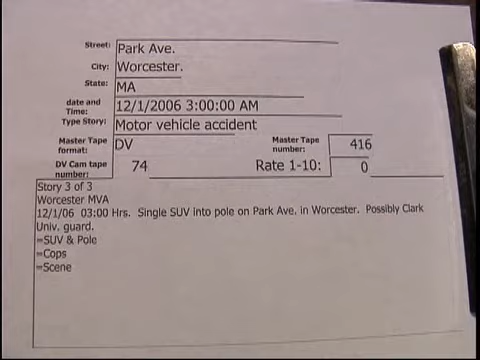 Street: Park Ave.
City: Worcester.
State: MA
date and Time: 12/1/2006 3:00:00 AM
Type Story: Motor vehicle accident
Master Tape format: DV Master Tape number: 416
DV Cam tape number: 74 Rate 1-10: 0
Story 3 of 3
Worcester MVA
12/1/06 03:00 Hrs. Single SUV into pole on Park Ave. in Worcester. Possibly Clark
Univ. guard.
=SUV & Pole
=Cops
=Scene